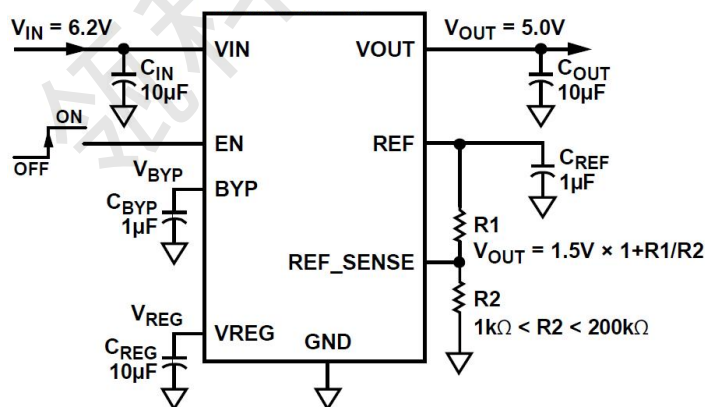 VIN = 6.2V
VOUT = 5.0V
VIN
VOUT
CIN
10µF
COUT
10µF
ON
OFF
EN
REF
VBYP
BYP
CREF
1µF
CBYP
1µF
R1
VOUT = 1.5V × 1+R1/R2
REF_SENSE
R2
1kΩ < R2 < 200kΩ
VREG
VREG
GND
CREG
10µF